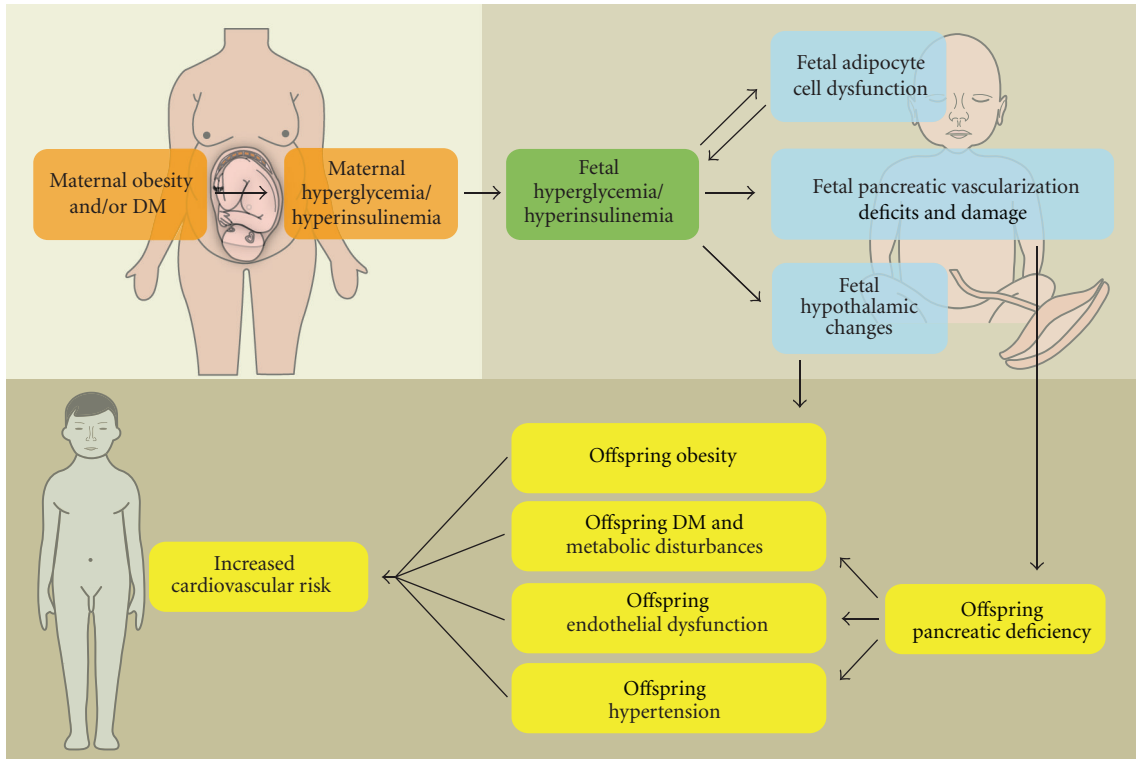 Fetal adipocyte
cell dysfunction
Maternal obesity
and/or DM
Maternal
hyperglycemia/
hyperinsulinemia
Fetal
hyperglycemia/
hyperinsulinemia
Fetal pancreatic vascularization
deficits and damage
Fetal
hypothalamic
changes
Offspring obesity
Offspring DM and
metabolic disturbances
Increased
cardiovascular risk
Offspring
endothelial dysfunction
Offspring
pancreatic deficiency
Offspring
hypertension